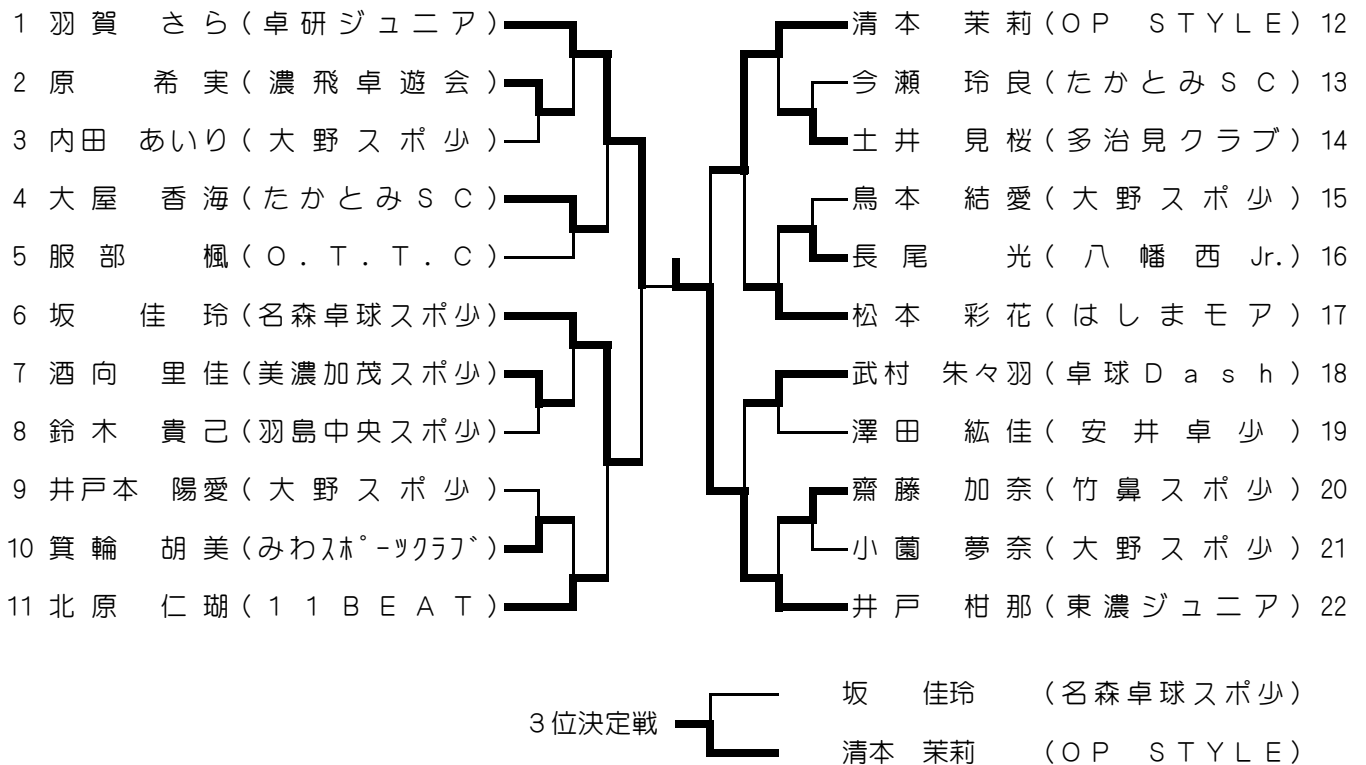 1 羽賀 さら(卓研ジュニア)
2 原 希実(濃飛卓遊会)
3 内田 あいり(大野スポ少)
4 大屋 香海(たかとみSC)
5 服部 楓(O.T.T.C)
6 坂 佳玲(名森卓球スポ少)
7 酒向 里佳(美濃加茂スポ少)
8 鈴木 貴己(羽島中央スポ少)
9 井戸本 陽愛(大野スポ少)
10 箕輪 胡美(みわｽﾎﾟｰﾂｸﾗﾌﾞ)
11 北原 仁瑚(11BEAT)
清本 茉莉(OP STYLE) 12
今瀬 玲良(たかとみSC) 13
土井 見桜(多治見クラブ) 14
鳥本 結愛(大野スポ少) 15
長尾 光(八幡西Jr.) 16
松本 彩花(はしまモア) 17
武村 朱々羽(卓球Dash) 18
澤田 紘佳(安井卓少) 19
齋藤 加奈(竹鼻スポ少) 20
小薗 夢奈(大野スポ少) 21
井戸 柑那(東濃ジュニア) 22
3位決定戦
坂 佳玲 (名森卓球スポ少)
清本 茉莉 (OP STYLE)